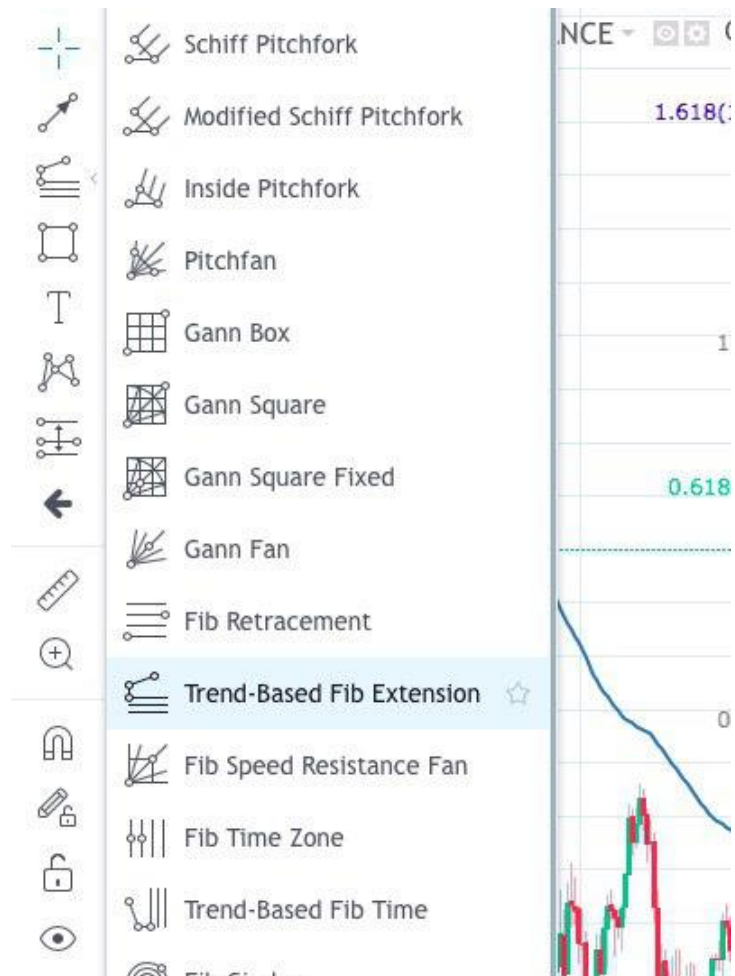 Schiff Pitchfork
Modified Schiff Pitchfork
Inside Pitchfork
Pitchfan
Gann Box
Gann Square
Gann Square Fixed
Gann Fan
Fib Retracement
Trend-Based Fib Extension
Fib Speed Resistance Fan
Fib Time Zone
Trend-Based Fib Time
T
NCE
1.618(
1
0.618
0